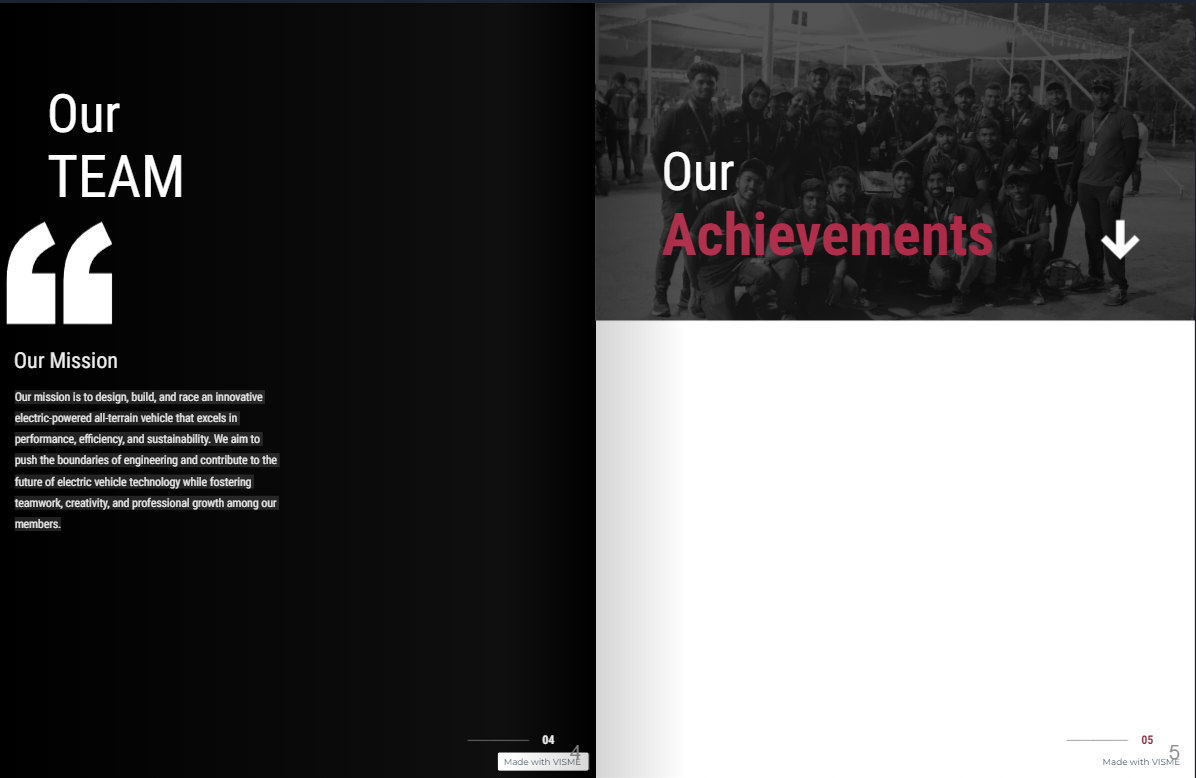 Our
TEAM
“
Our Mission
Our mission is to design, build, and race an innovative
electric-powered all-terrain vehicle that excels in
performance, efficiency, and sustainability. We aim to
push the boundaries of engineering and contribute to the
future of electric vehicle technology while fostering
teamwork, creativity, and professional growth among our
members.
04
4
Made with VISME
Our
Achievements
05
5
Made with VISME